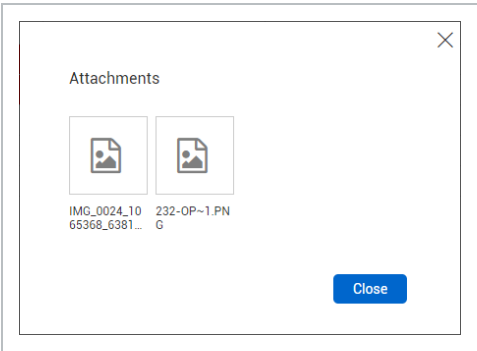 Attachments
IMG_0024_10
65368_6381...
232-OP~1.PN
G
Close